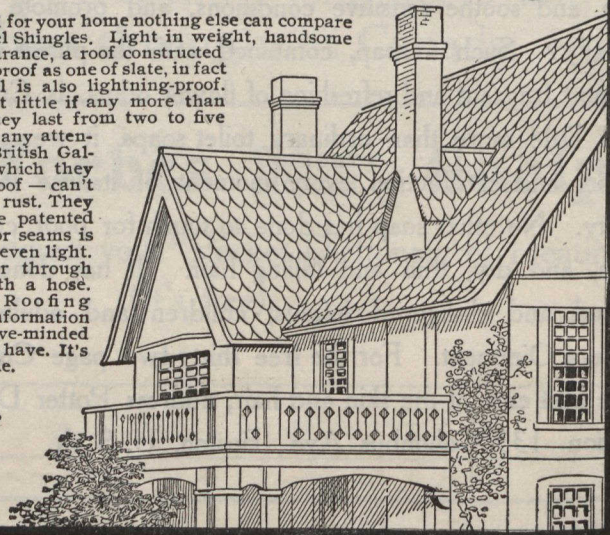 for your home nothing else can compare
el Shingles. Light in weight, handsome
arance, a roof constructed
proof as one of slate, in fact
l is also lightning-proof.
t little if any more than
ey last from two to five
any atten-
British Gal-
which they
oof — can't
rust. They
e patented
or seams is
even light.
r through
th a hose.
Roofing
nformation
ve-minded
have. It's
e.